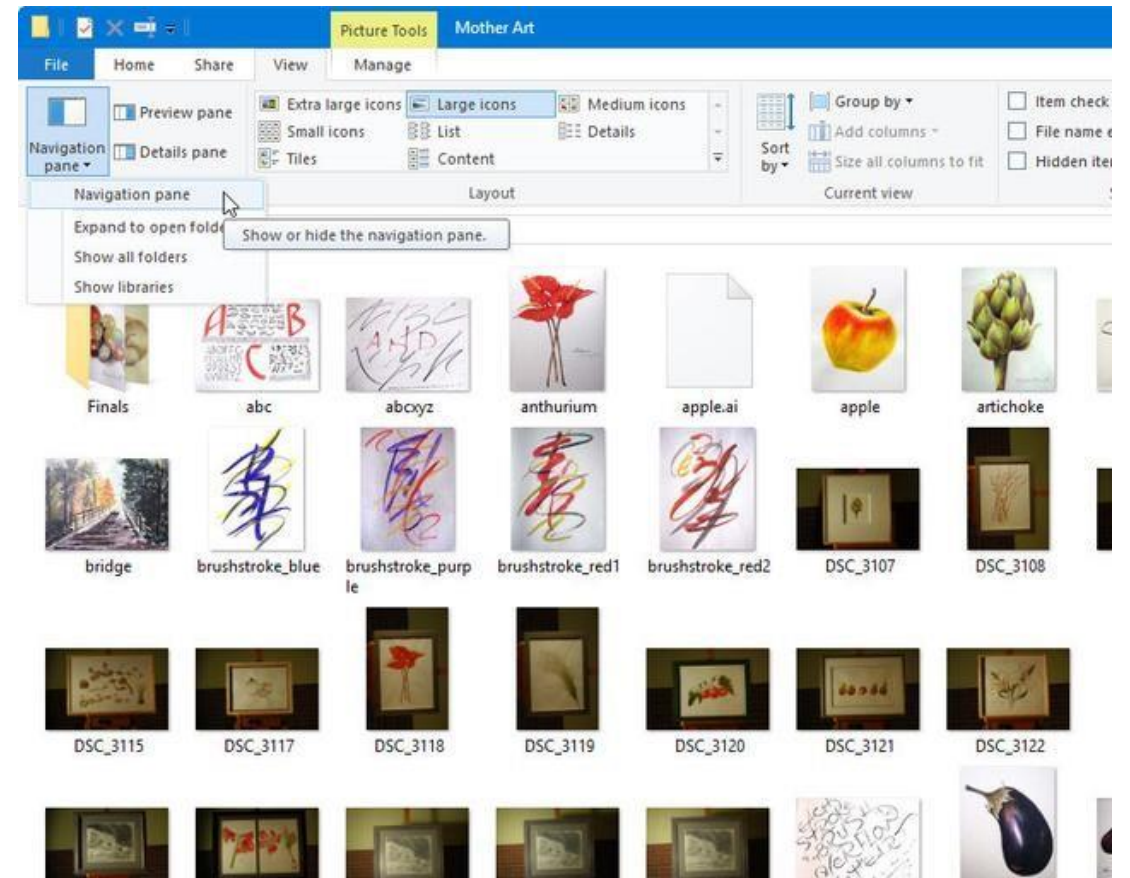 Picture Tools Mother Art
File Home Share View Manage
Navigation pane
Preview pane
Details pane
Extra large icons Large icons Medium icons
Small icons List Details
Tiles Content
Layout
Sort by
Group by
Add columns
Size all columns to fit
Current view
Item check
File name
Hidden
Navigation pane
Expand to open
Show all folders
Show libraries
Show or hide the navigation pane.
A B
C
ABC
AND
Finals abc abcxyz anthurium apple.ai apple artichoke
bridge brushstroke_blue brushstroke_purp
le
brushstroke_red1 brushstroke_red2 DSC_3107 DSC_3108
DSC_3115 DSC_3117 DSC_3118 DSC_3119 DSC_3120 DSC_3121 DSC_3122